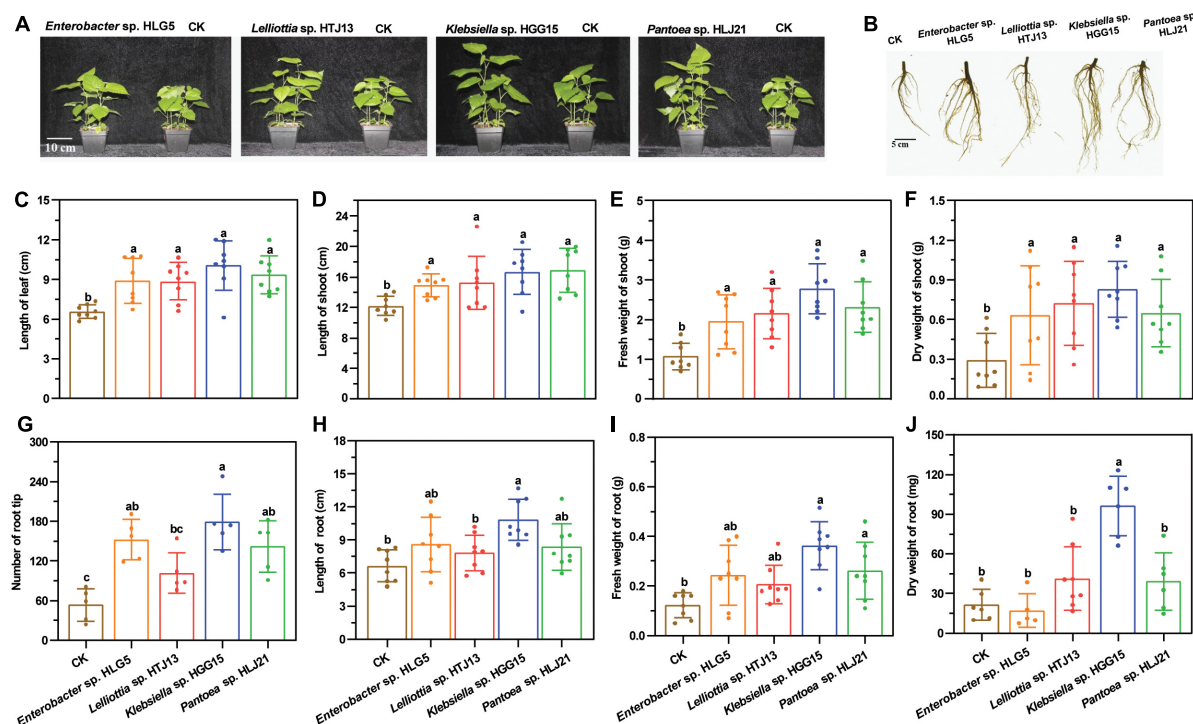 A
Enterobacter sp. HLG5 CK
Lelliottia sp. HTJ13 CK
Klebsiella sp. HGG15 CK
Pantoea sp. HLJ21 CK
10 cm
B
CK
Enterobacter sp.
HLG5
Lelliottia sp.
HTJ13
Klebsiella sp.
HGG15
Pantoea sp.
HLJ21
5 cm
C
Length of leaf (cm)
15
12
9
6
3
0
b a a a a
D
Length of shoot (cm)
24
20
16
12
8
4
0
b a a a a
E
Fresh weight of shoot (g)
5
4
3
2
1
0
b a a a a
F
Dry weight of shoot (g)
1.5
1.2
0.9
0.6
0.3
0.0
b a a a a
G
Number of root tip
300
240
180
120
60
0
c ab bc a ab
CK
Enterobacter sp. HLG5
Lelliottia sp. HTJ13
Klebsiella sp. HGG15
Pantoea sp. HLJ21
H
Length of root (cm)
18
15
12
9
6
3
0
b ab b a ab
CK
Enterobacter sp. HLG5
Lelliottia sp. HTJ13
Klebsiella sp. HGG15
Pantoea sp. HLJ21
I
Fresh weight of root (g)
0.8
0.6
0.4
0.2
0.0
b ab ab a a
CK
Enterobacter sp. HLG5
Lelliottia sp. HTJ13
Klebsiella sp. HGG15
Pantoea sp. HLJ21
J
Dry weight of root (mg)
150
120
90
60
30
0
b b b a b
CK
Enterobacter sp. HLG5
Lelliottia sp. HTJ13
Klebsiella sp. HGG15
Pantoea sp. HLJ21